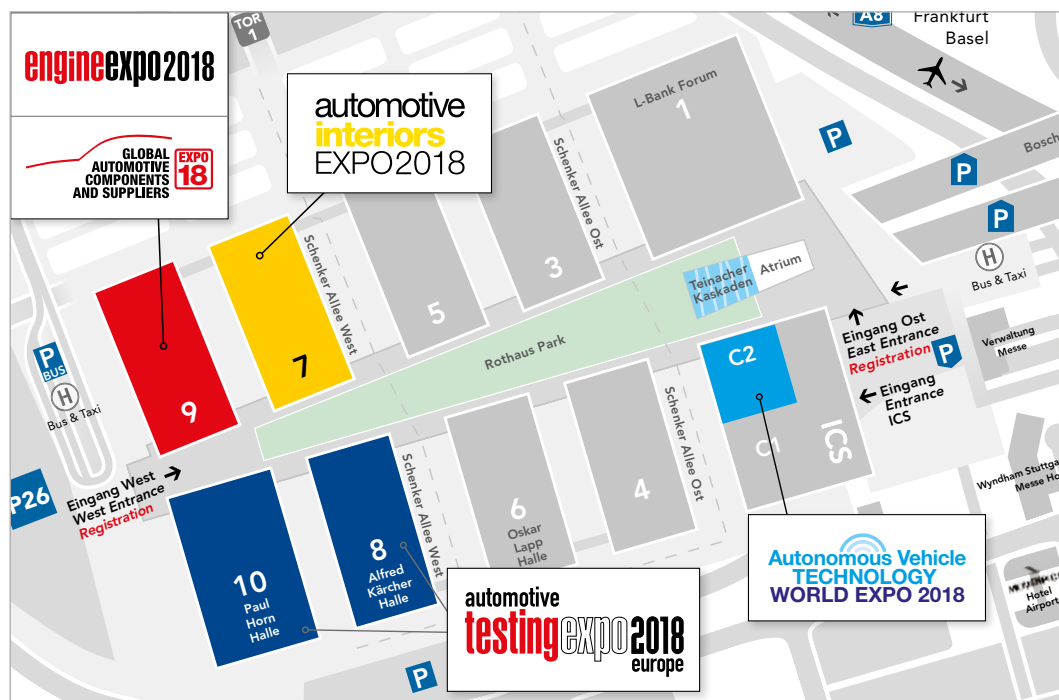 TOR
1
A8
Frankfurt
Basel
engineexpo2018
GLOBAL
AUTOMOTIVE
COMPONENTS
AND SUPPLIERS
EXPO
18
automotive
interiors
EXPO2018
L-Bank Forum
1
P
Bosch
P
P
H
Bus & Taxi
Schenker Allee West
Schenker Allee Ost
3
5
7
9
Teinacher
Kaskaden
Atrium
Rothaus Park
Eingang Ost
East Entrance
Registration
P
Verwaltung
Messe
Eingang
Entrance
ICS
C2
C1
ICS
P
BUS
H
Bus & Taxi
P26
Eingang West
West Entrance
Registration
10
Paul
Horn
Halle
8
Alfred
Kärcher
Halle
Schenker Allee West
6
Oskar
Lapp
Halle
4
Schenker Allee Ost
Wyndham Stuttga
Messe Ho
Autonomous Vehicle
TECHNOLOGY
WORLD EXPO 2018
automotive
testingexpo2018
europe
P
Hotel
Airport